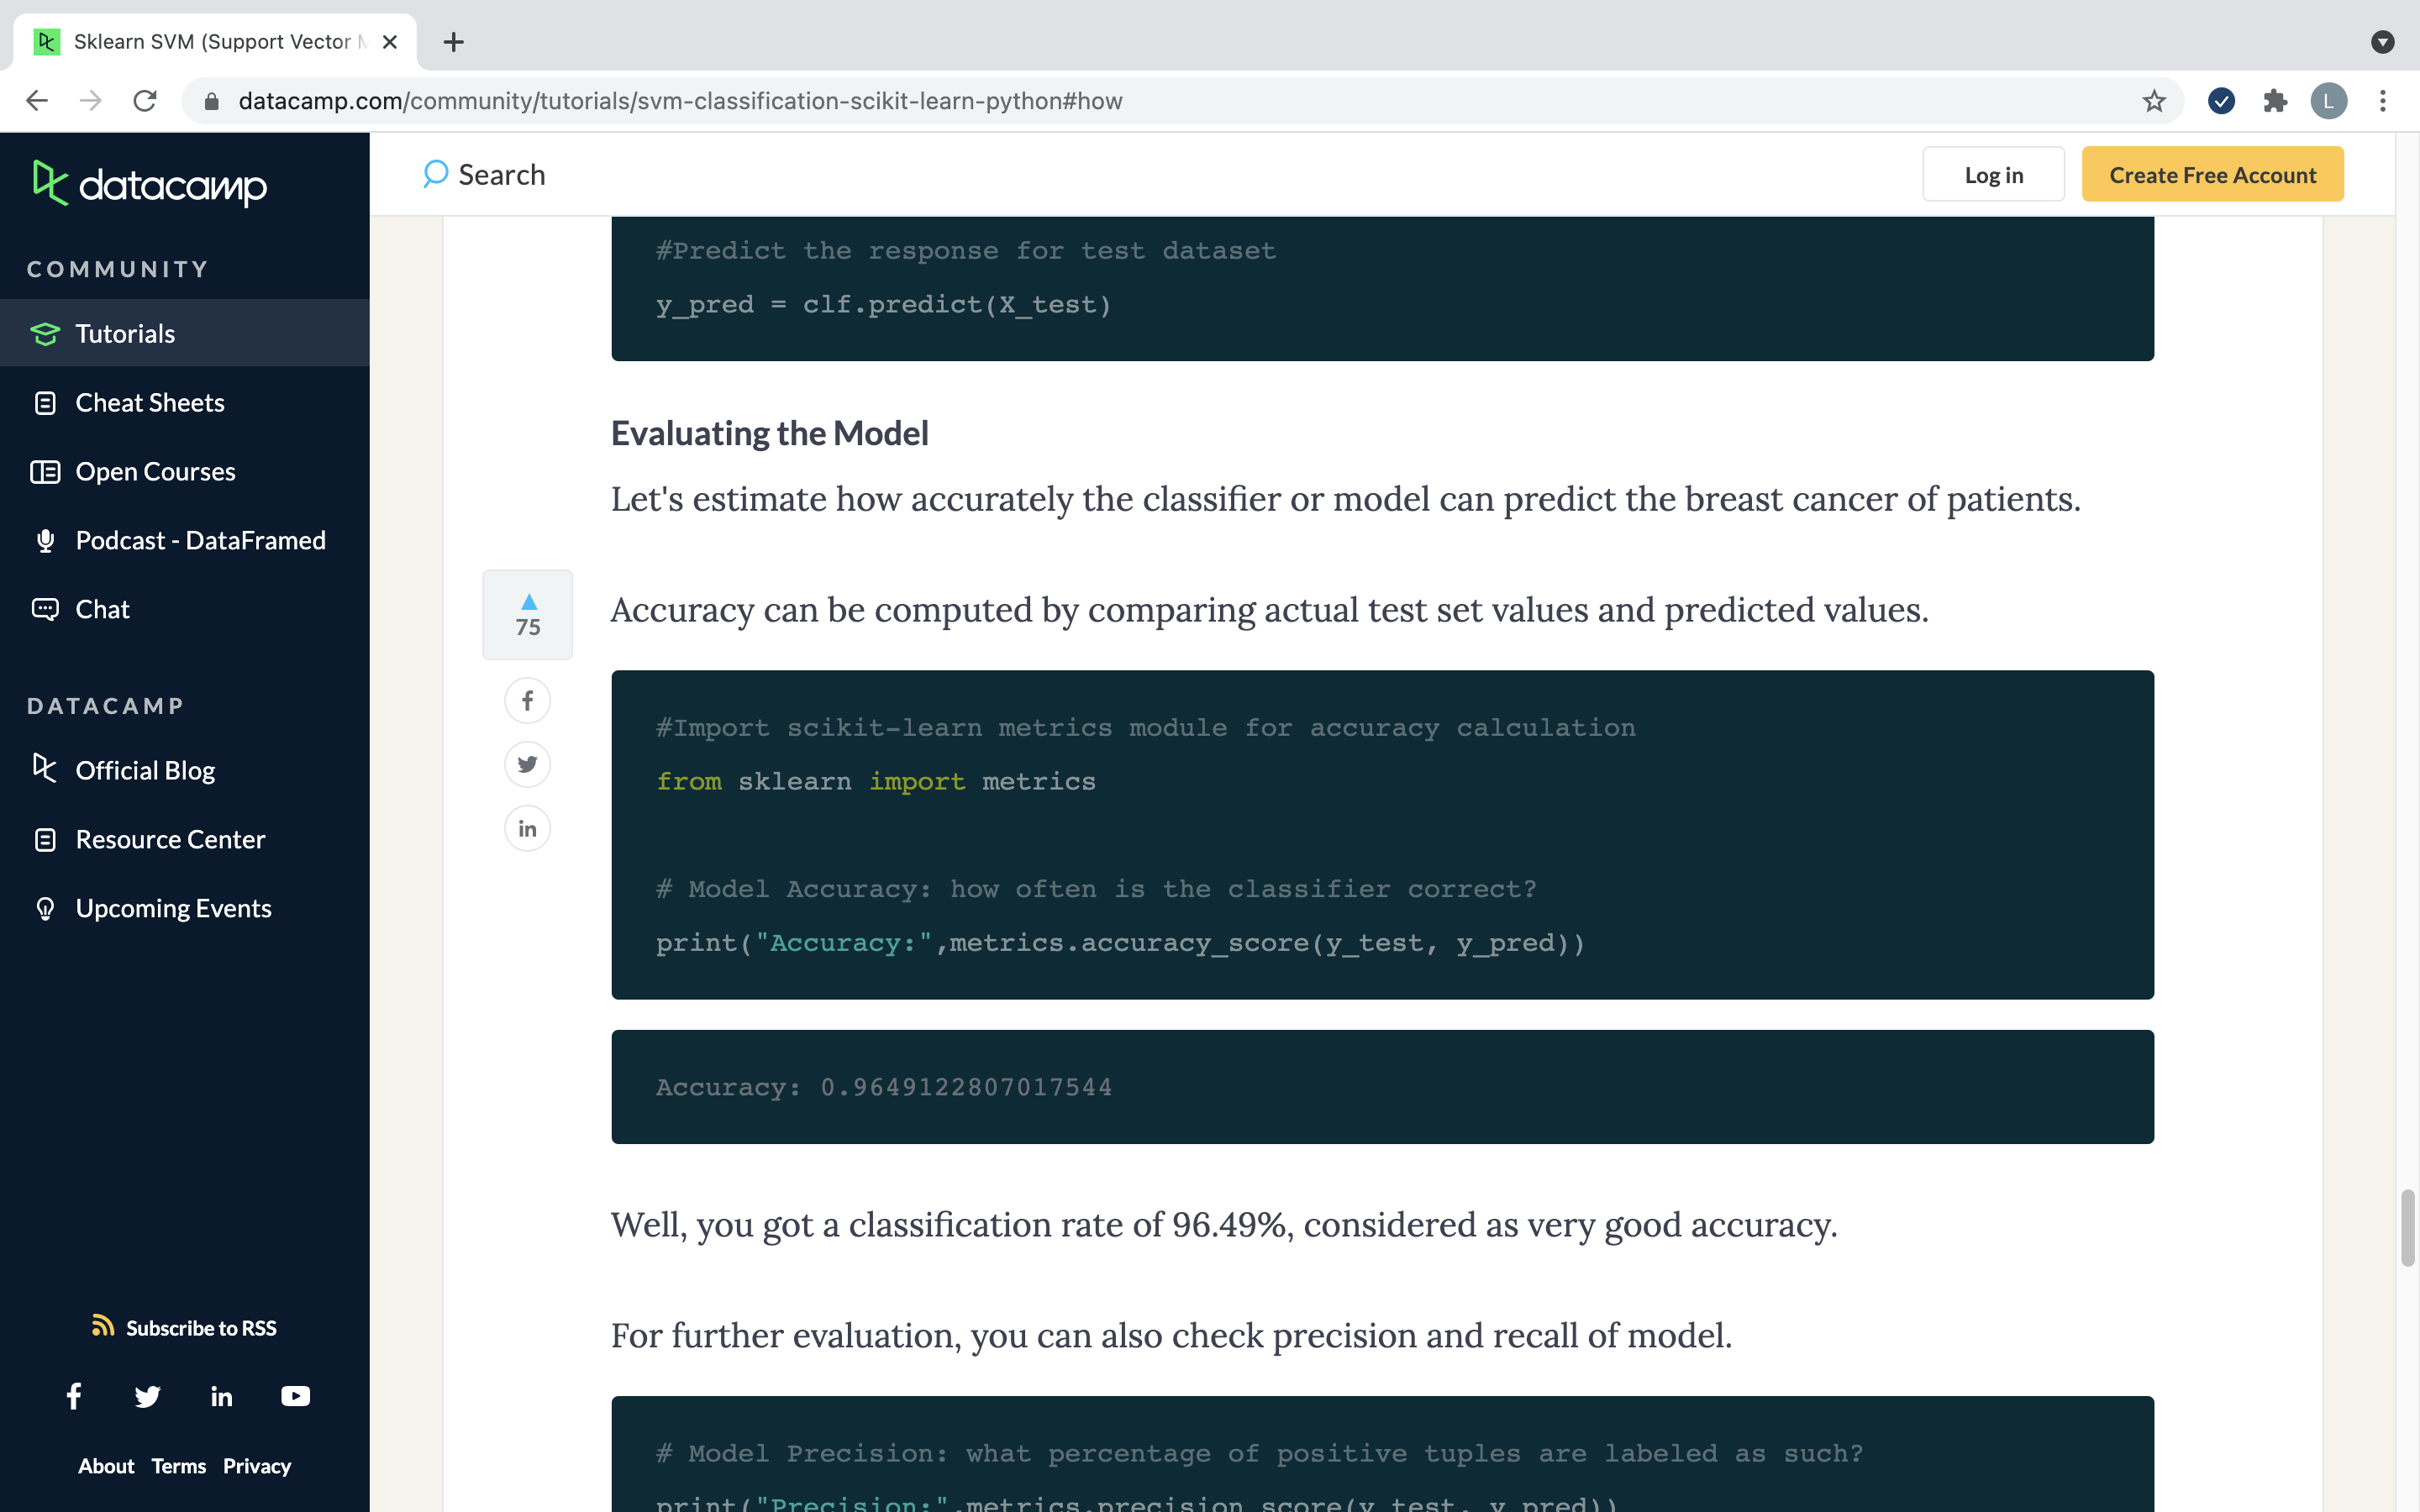 Sklearn SVM (Support Vector M
datacamp.com/community/tutorials/svm-classification-scikit-learn-python#how
L
datacamp
COMMUNITY
Tutorials
Cheat Sheets
Open Courses
Podcast - DataFramed
Chat
DATACAMP
Official Blog
Resource Center
Upcoming Events
Subscribe to RSS
About Terms Privacy
Search
Log in
Create Free Account
#Predict the response for test dataset
y_pred = clf.predict(X_test)
Evaluating the Model
Let's estimate how accurately the classifier or model can predict the breast cancer of patients.
75
Accuracy can be computed by comparing actual test set values and predicted values.
#Import scikit-learn metrics module for accuracy calculation
from sklearn import metrics
# Model Accuracy: how often is the classifier correct?
print("Accuracy:",metrics.accuracy_score(y_test, y_pred))
Accuracy: 0.9649122807017544
Well, you got a classification rate of 96.49%, considered as very good accuracy.
For further evaluation, you can also check precision and recall of model.
# Model Precision: what percentage of positive tuples are labeled as such?
print("Precision:",metrics.precision_score(y_test, y_pred))